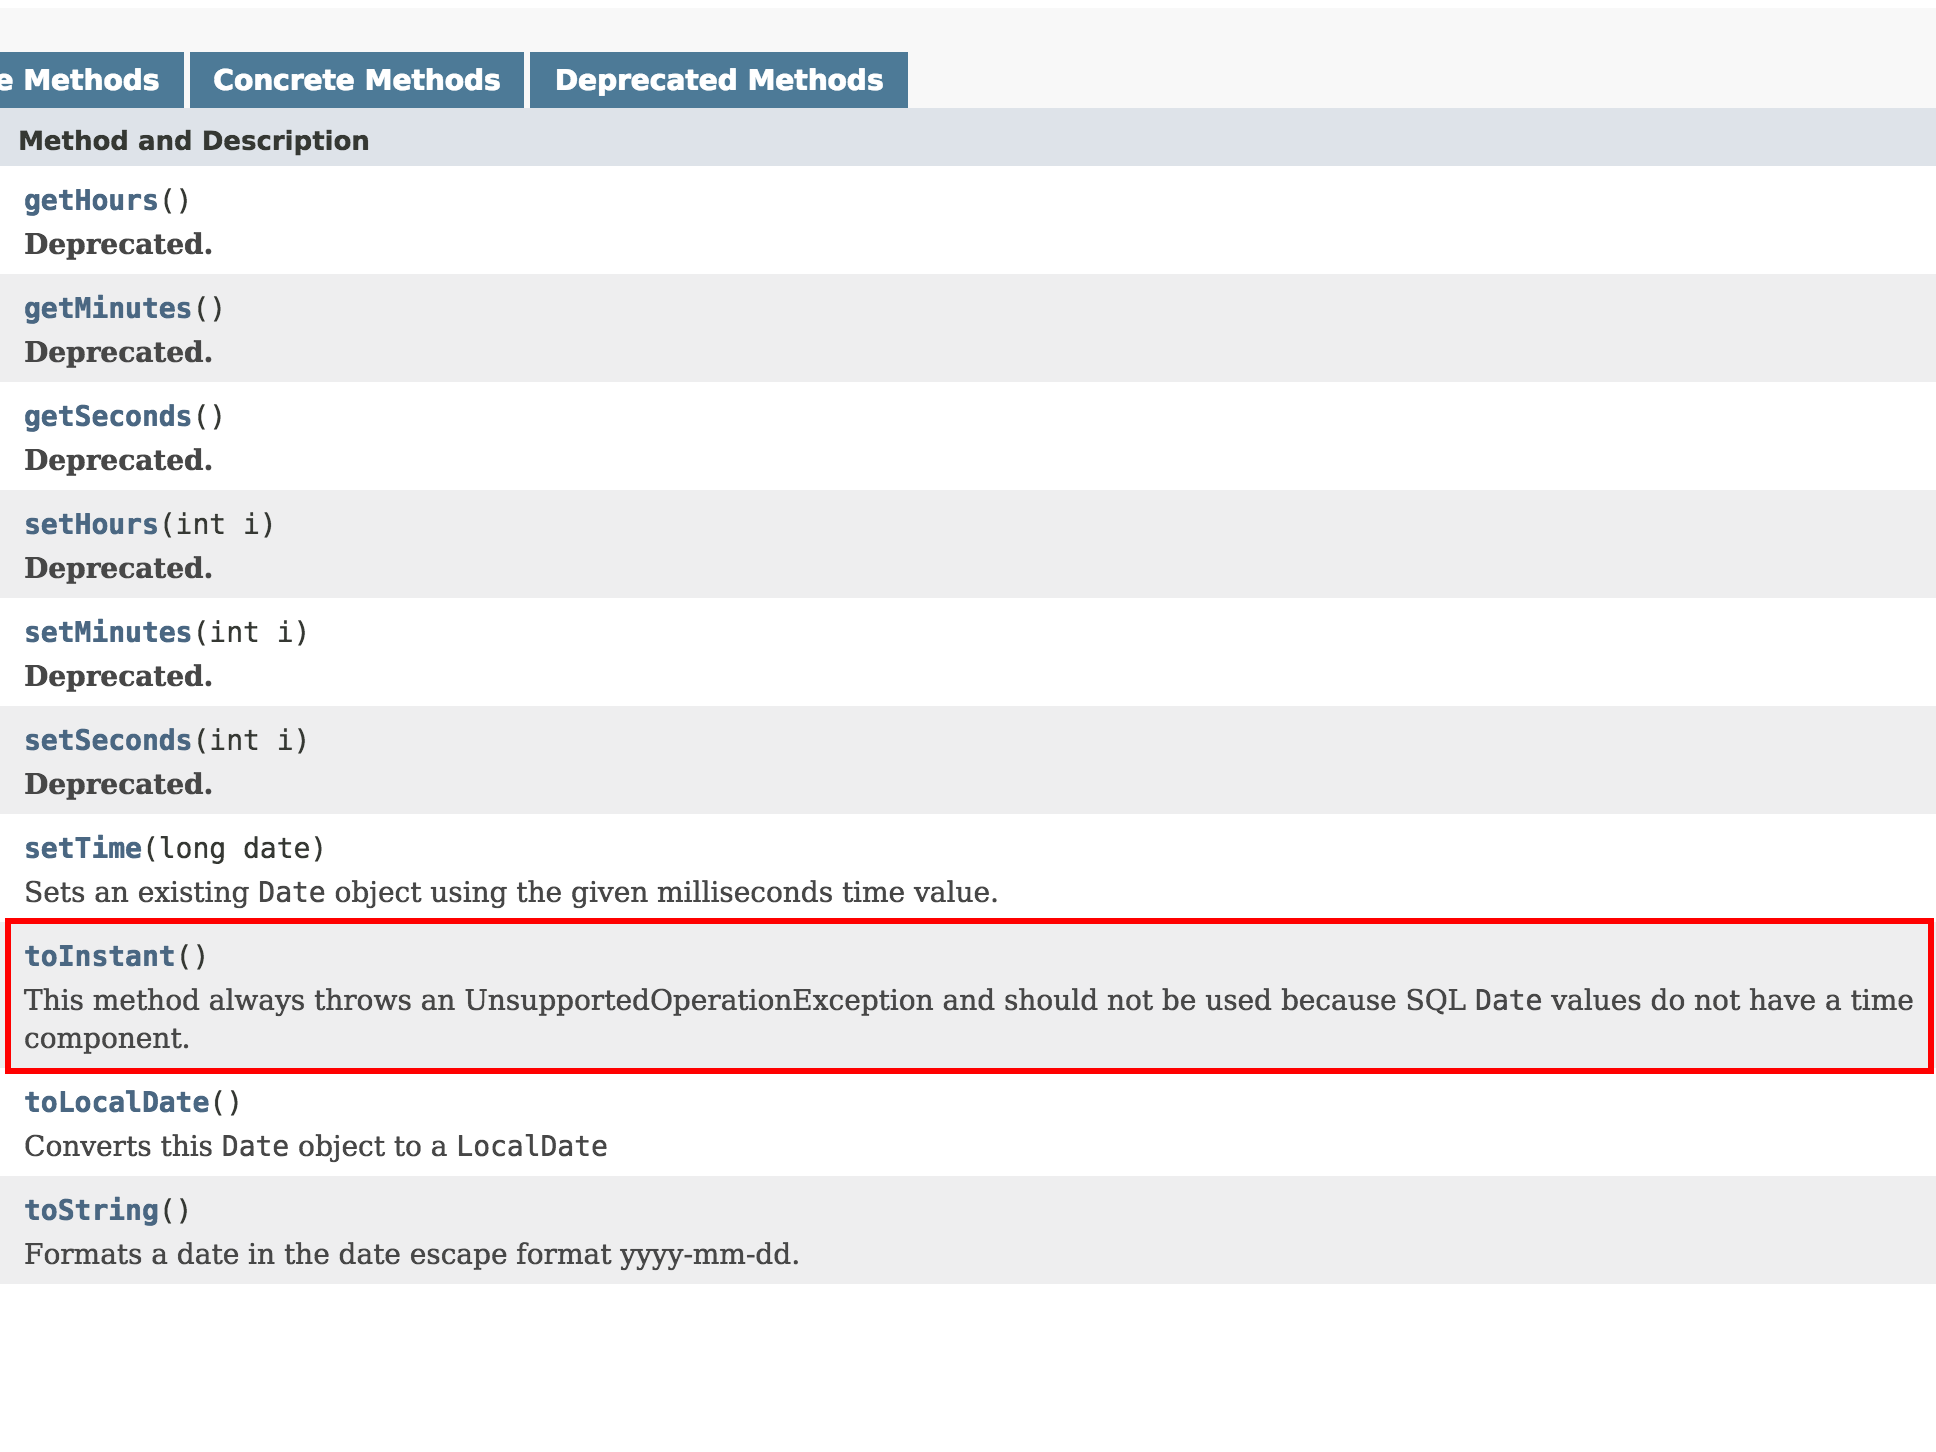 e Methods Concrete Methods Deprecated Methods
Method and Description
getHours()
Deprecated.
getMinutes()
Deprecated.
getSeconds()
Deprecated.
setHours(int i)
Deprecated.
setMinutes(int i)
Deprecated.
setSeconds(int i)
Deprecated.
setTime(long date)
Sets an existing Date object using the given milliseconds time value.
toInstant()
This method always throws an UnsupportedOperationException and should not be used because SQL Date values do not have a time
component.
toLocalDate()
Converts this Date object to a LocalDate
toString()
Formats a date in the date escape format yyyy-mm-dd.